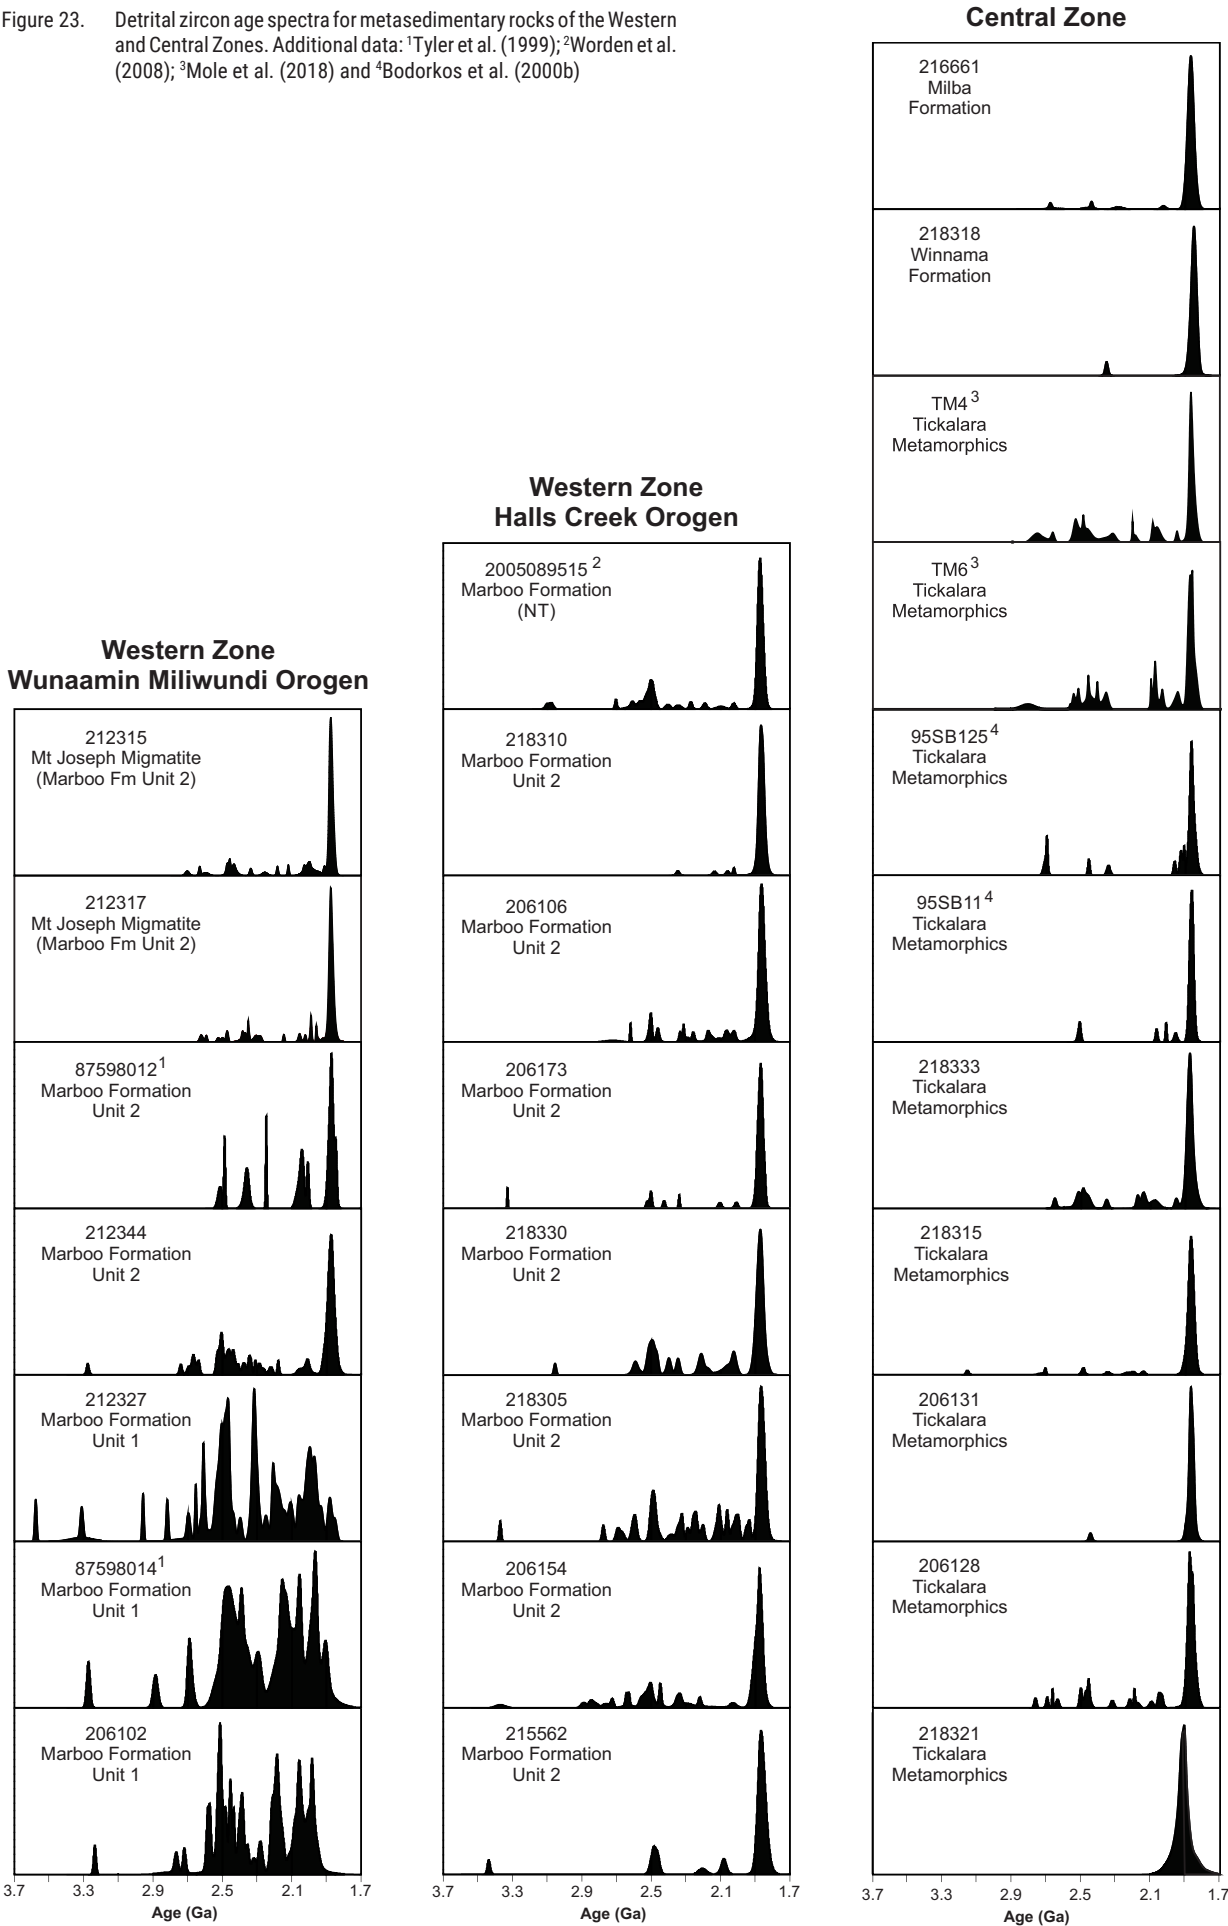 Figure 23. Detrital zircon age spectra for metasedimentary rocks of the Western
and Central Zones. Additional data: ¹Tyler et al. (1999); ²Worden et al.
(2008); ³Mole et al. (2018) and ⁴Bodorkos et al. (2000b)
Western Zone
Wunaamin Miliwundi Orogen
212315
Mt Joseph Migmatite
(Marboo Fm Unit 2)
212317
Mt Joseph Migmatite
(Marboo Fm Unit 2)
87598012¹
Marboo Formation
Unit 2
212344
Marboo Formation
Unit 2
212327
Marboo Formation
Unit 1
87598014¹
Marboo Formation
Unit 1
206102
Marboo Formation
Unit 1
3.7 3.3 2.9 2.5 2.1 1.7
Age (Ga)
Western Zone
Halls Creek Orogen
2005089515 ²
Marboo Formation
(NT)
218310
Marboo Formation
Unit 2
206106
Marboo Formation
Unit 2
206173
Marboo Formation
Unit 2
218330
Marboo Formation
Unit 2
218305
Marboo Formation
Unit 2
206154
Marboo Formation
Unit 2
215562
Marboo Formation
Unit 2
3.7 3.3 2.9 2.5 2.1 1.7
Age (Ga)
Central Zone
216661
Milba
Formation
218318
Winnama
Formation
TM4 ³
Tickalara
Metamorphics
TM6 ³
Tickalara
Metamorphics
95SB125 ⁴
Tickalara
Metamorphics
95SB11 ⁴
Tickalara
Metamorphics
218333
Tickalara
Metamorphics
218315
Tickalara
Metamorphics
206131
Tickalara
Metamorphics
206128
Tickalara
Metamorphics
218321
Tickalara
Metamorphics
3.7 3.3 2.9 2.5 2.1 1.7
Age (Ga)